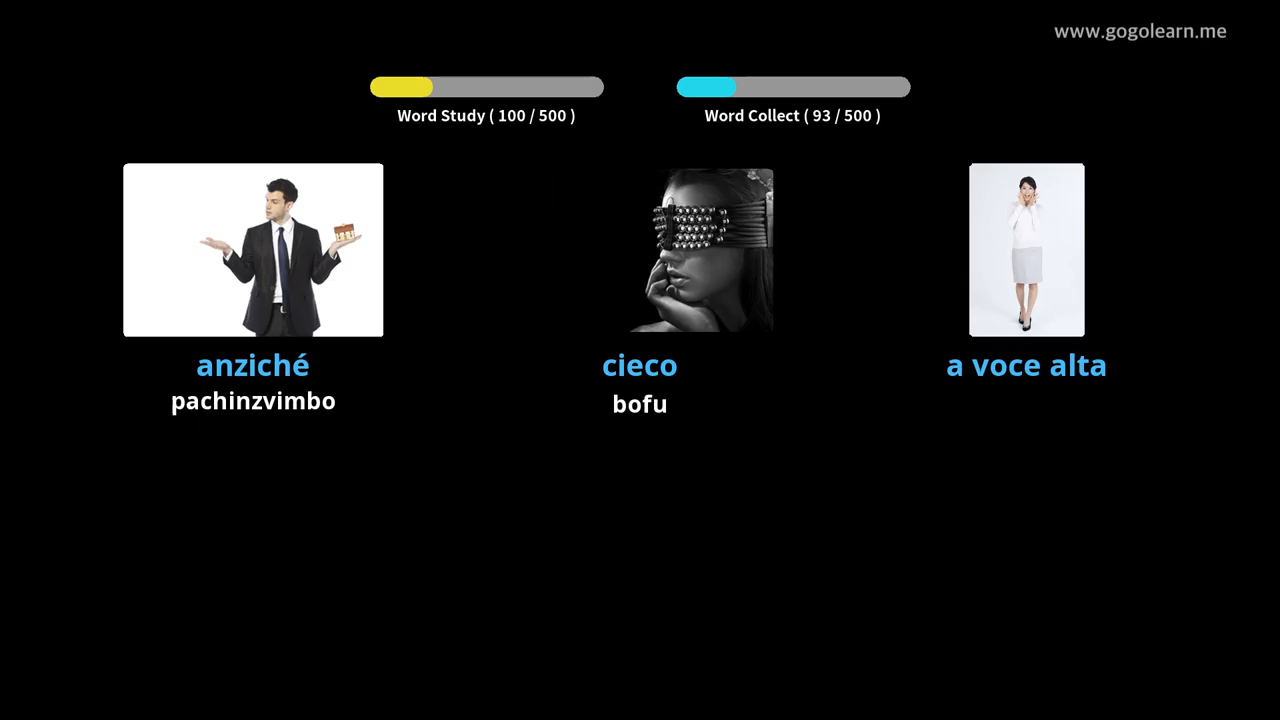 www.gogolearn.me
Word Study ( 100 / 500 )
Word Collect ( 93 / 500 )
anziché
cieco
a voce alta
pachinzvimbo
bofu